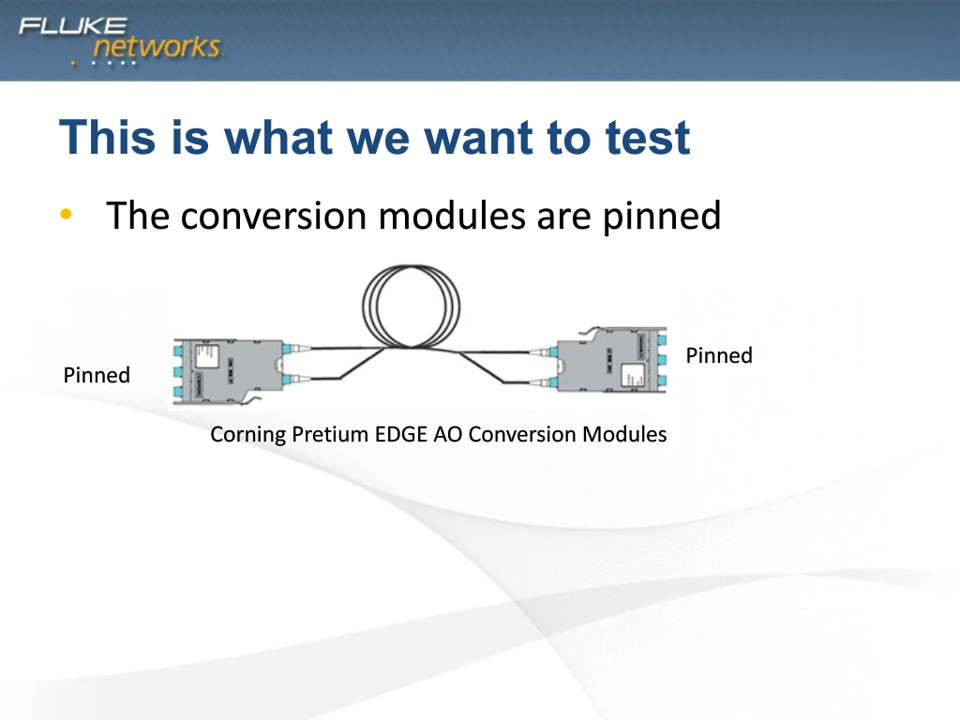 FLUKE
networks
This is what we want to test
• The conversion modules are pinned
Pinned
Pinned
Corning Pretium EDGE AO Conversion Modules